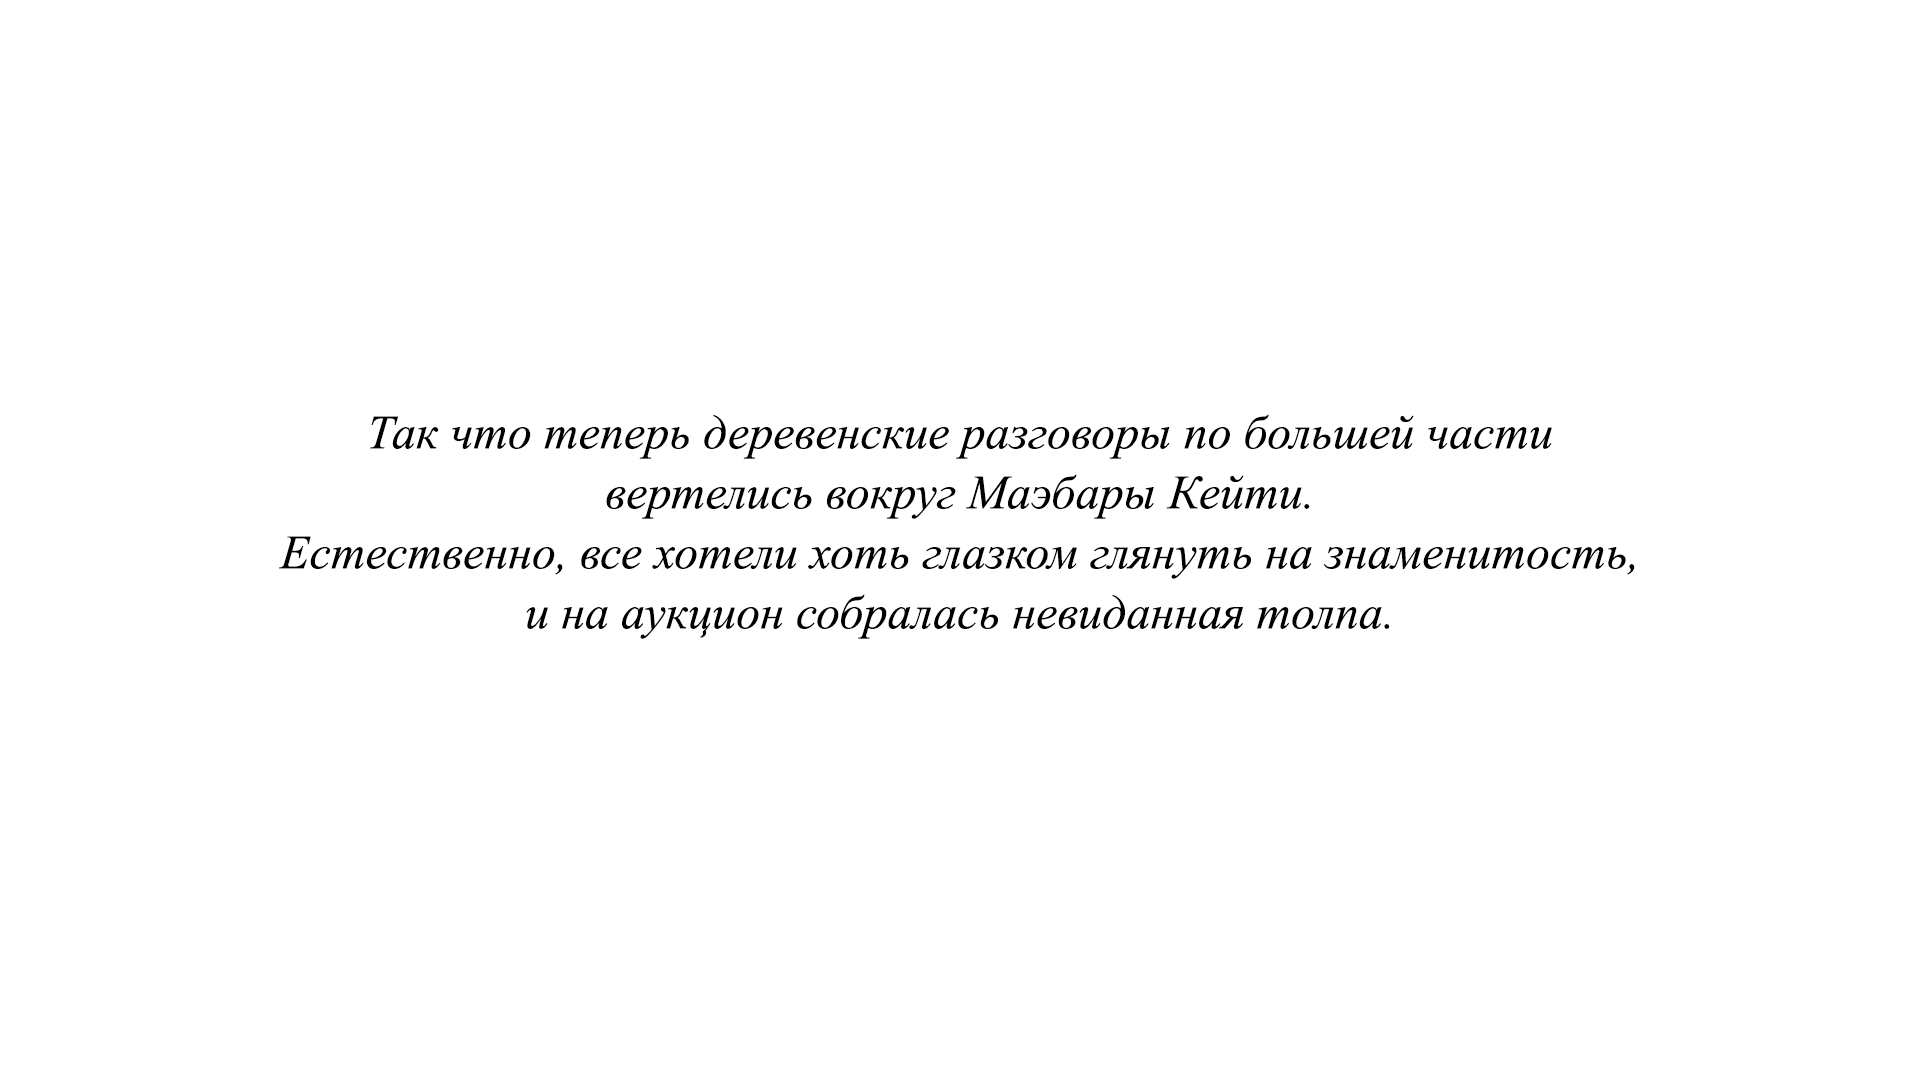 Так что теперь деревенские разговоры по большей части
вертелись вокруг Маэбары Кейти.
Естественно, все хотели хоть глазком глянуть на знаменитость,
и на аукцион собралась невиданная толпа.